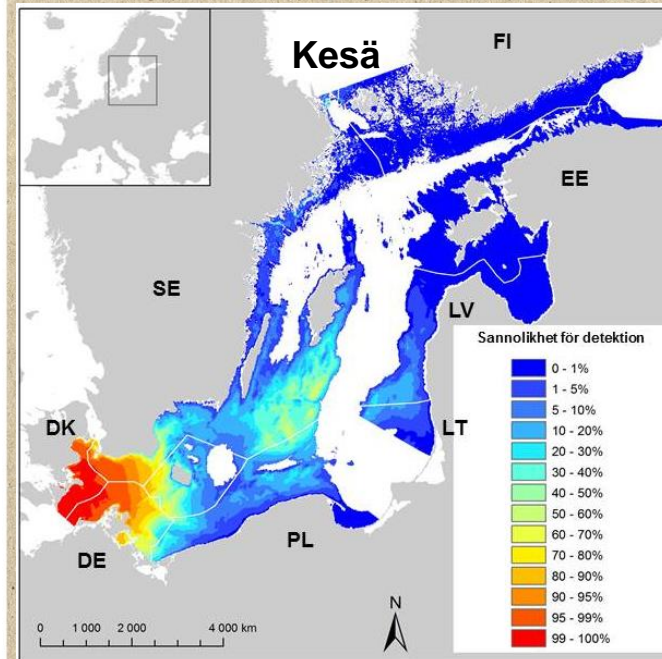 Kesä
FI
EE
SE
LV
Sannolikhet för detektion
0 - 1%
1 - 5%
5 - 10%
10 - 20%
20 - 30%
30 - 40%
40 - 50%
50 - 60%
60 - 70%
70 - 80%
80 - 90%
90 - 95%
95 - 99%
99 - 100%
DK
LT
DE
PL
N
0 1 000 2 000 4 000 km